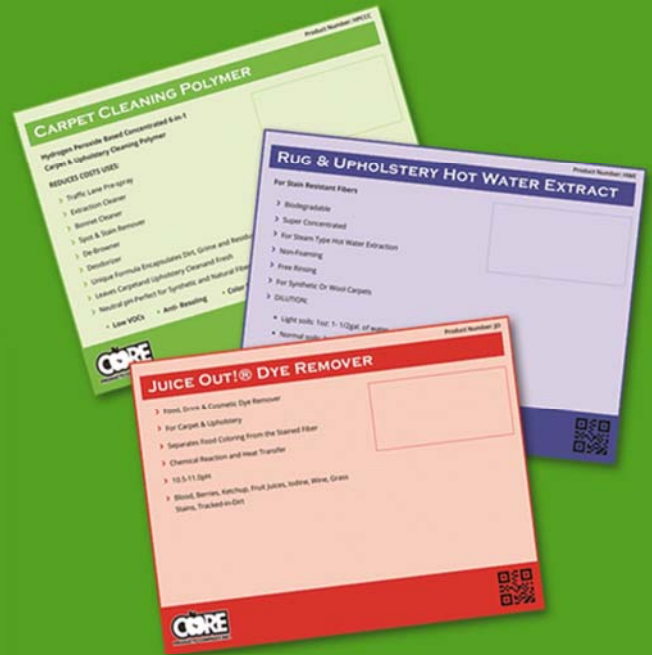 Product Number: HPCCC
CARPET CLEANING POLYMER
Hydrogen Peroxide Based Concentrated 6-in-1
Carpet & Upholstery Cleaning Polymer
REDUCES COSTS USES:
> Traffic Lane Pre-spray
> Extraction Cleaner
> Bonnet Cleaner
> Spot & Stain Remover
> De-Browner
> Deodorizer
> Unique Formula Encapsulates Dirt, Grime and
> Leaves Carpetand Upholstery Cleanand Fresh
> Neutral pH-Perfect for Synthetic and Natural
• Low VOCs • Anti- Resoiling • Color
CORE
Product Number: HWE
RUG & UPHOLSTERY HOT WATER EXTRACT
For Stain Resistant Fibers
> Biodegradable
> Super Concentrated
> For Steam Type Hot Water Extraction
> Non-Foaming
> Free Rinsing
> For Synthetic Or Wool Carpets
> DILUTION:
• Light soils: 1oz: 1- 1/2gal. of water
• Normal soils:
Product Number: JO
JUICE OUT!® DYE REMOVER
> Food, Drink & Cosmetic Dye Remover
> For Carpet & Upholstery
> Separates Food Coloring From the Stained Fiber
> Chemical Reaction and Heat Transfer
> 10.5-11.0pH
> Blood, Berries, Ketchup, Fruit Juices, Iodine, Wine, Grass
Stains, Tracked-in-Dirt
CORE